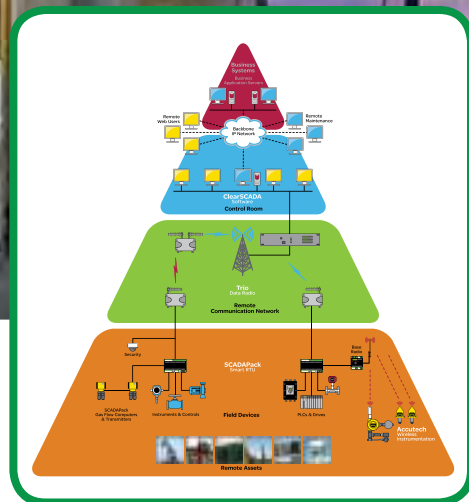 Business
Systems
Business
Application Servers
Remote
Web Users
Remote
Maintenance
Backbone
IP Network
ClearSCADA
Software
Control Room
Trio
Data Radio
Remote
Communication Network
Security
SCADAPack
Smart RTU
Base
Radio
SCADAPack
Gas Flow Computers
& Transmitters
Instruments & Controls
Field Devices
PLCs & Drives
Accutech
Wireless
Instrumentation
Remote Assets